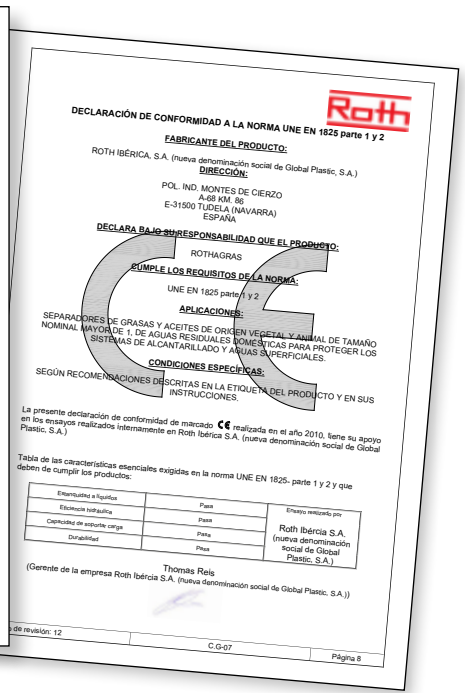 Roth
DECLARACIÓN DE CONFORMIDAD A LA NORMA UNE EN 1825 parte 1 y 2
FABRICANTE DEL PRODUCTO:
ROTH IBÉRICA, S.A. (nueva denominación social de Global Plastic, S.A.)
DIRECCIÓN:
POL. IND. MONTES DE CIERZO
A-68 KM. 86
E-31500 TUDELA (NAVARRA)
ESPAÑA
DECLARA BAJO SU RESPONSABILIDAD QUE EL PRODUCTO:
ROTHAGRAS
CUMPLE LOS REQUISITOS DE LA NORMA:
UNE EN 1825 parte 1 y 2
APLICACIONES:
SEPARADORES DE GRASAS Y ACEITES DE ORIGEN VEGETAL Y ANIMAL DE TAMAÑO
NOMINAL MAYOR DE 1, DE AGUAS RESIDUALES DOMÉSTICAS PARA PROTEGER LOS
SISTEMAS DE ALCANTARILLADO Y AGUAS SUPERFICIALES.
CONDICIONES ESPECÍFICAS:
SEGÚN RECOMENDACIONES DESCRITAS EN LA ETIQUETA DEL PRODUCTO Y EN SUS
INSTRUCCIONES.
La presente declaración de conformidad de marcado CE realizada en el año 2010, tiene su apoyo
en los ensayos realizados internamente en Roth Ibérica S.A. (nueva denominación social de Global
Plastic, S.A.)
Tabla de las características esenciales exigidas en la norma UNE EN 1825- parte 1 y 2 y que
deben de cumplir los productos:
Estanquidad a líquidos Pasa Ensayo realizado por
Eficiencia hidráulica Pasa Roth Ibércia S.A.
Capacidad de soportar carga Pasa (nueva denominación
Durabilidad Pasa social de Global
Plastic, S.A.)
Thomas Reis
(Gerente de la empresa Roth Ibércia S.A. (nueva denominación social de Global Plastic, S.A.))
de revisión: 12 C.G-07 Página 8